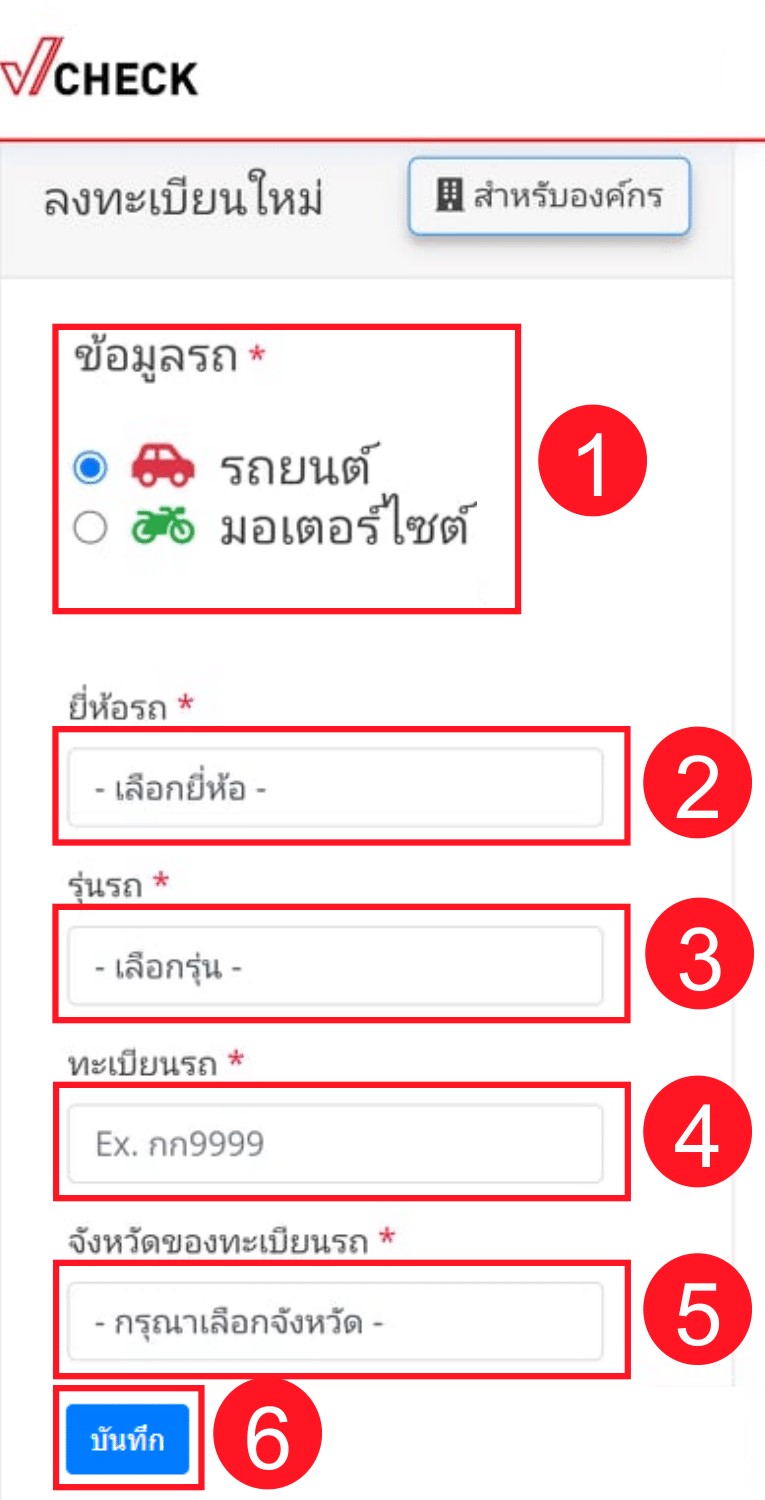 VCHECK
ลงทะเบียนใหม่
สำหรับองค์กร
ข้อมูลรถ *
รถยนต์
มอเตอร์ไซต์
1
ยี่ห้อรถ *
- เลือกยี่ห้อ -
2
รุ่นรถ *
- เลือกรุ่น -
3
ทะเบียนรถ *
Ex. กก9999
4
จังหวัดของทะเบียนรถ *
- กรุณาเลือกจังหวัด -
5
บันทึก
6